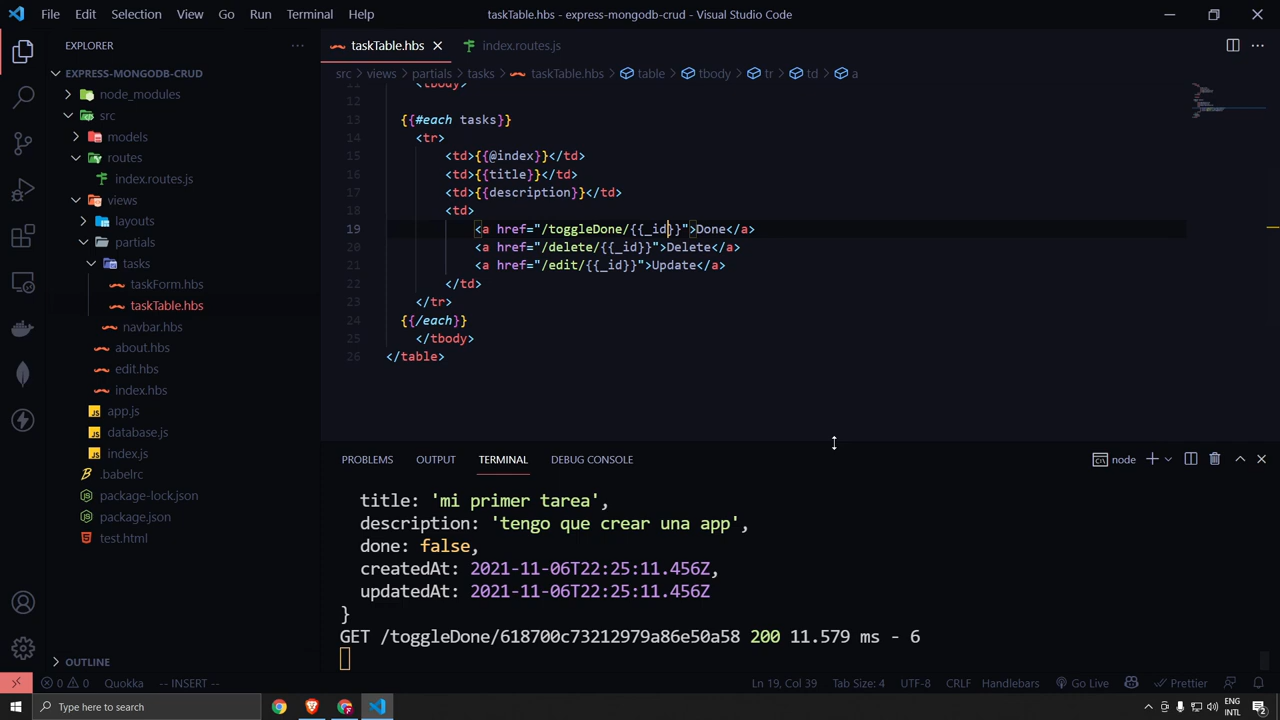 File Edit Selection View Go Run Terminal Help taskTable.hbs - express-mongodb-crud - Visual Studio Code
EXPLORER
EXPRESS-MONGODB-CRUD
node_modules
src
models
routes
index.routes.js
views
layouts
partials
tasks
taskForm.hbs
taskTable.hbs
navbar.hbs
about.hbs
edit.hbs
index.hbs
app.js
database.js
index.js
.babelrc
package-lock.json
package.json
test.html
OUTLINE
taskTable.hbs index.routes.js
src > views > partials > tasks > taskTable.hbs > table > tbody > tr > td > a
11 <tbody>
12
13 {{#each tasks}}
14 <tr>
15 <td>{{@index}}</td>
16 <td>{{title}}</td>
17 <td>{{description}}</td>
18 <td>
19 <a href="/toggleDone/{{_id}}">Done</a>
20 <a href="/delete/{{_id}}">Delete</a>
21 <a href="/edit/{{_id}}">Update</a>
22 </td>
23 </tr>
24 {{/each}}
25 </tbody>
26 </table>
PROBLEMS OUTPUT TERMINAL DEBUG CONSOLE node
title: 'mi primer tarea',
description: 'tengo que crear una app',
done: false,
createdAt: 2021-11-06T22:25:11.456Z,
updatedAt: 2021-11-06T22:25:11.456Z
}
GET /toggleDone/618700c73212979a86e50a58 200 11.579 ms - 6
0 0 Quokka -- INSERT -- Ln 19, Col 39 Tab Size: 4 UTF-8 CRLF Handlebars Go Live Prettier
Type here to search ENG
INTL 2